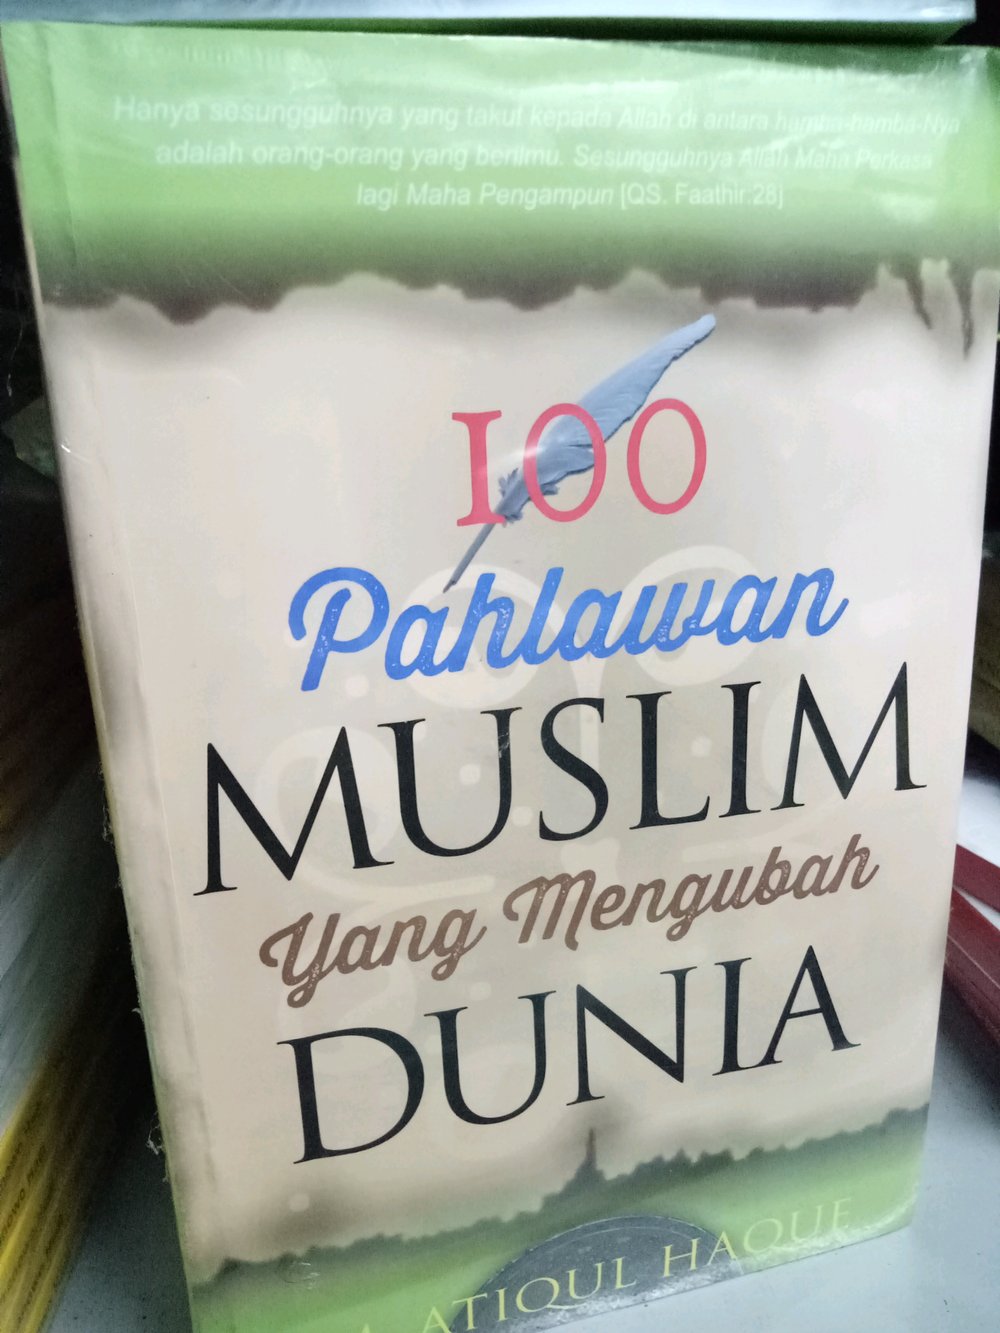 Hanya sesungguhnya yang takut kepada Allah di antara hamba-hamba-Nya
adalah orang-orang yang berilmu. Sesungguhnya Allah Maha Perkasa
lagi Maha Pengampun [QS. Faathir:28]
100
Pahlawan
MUSLIM
Yang Mengubah
DUNIA
ATIQUL HAQUE